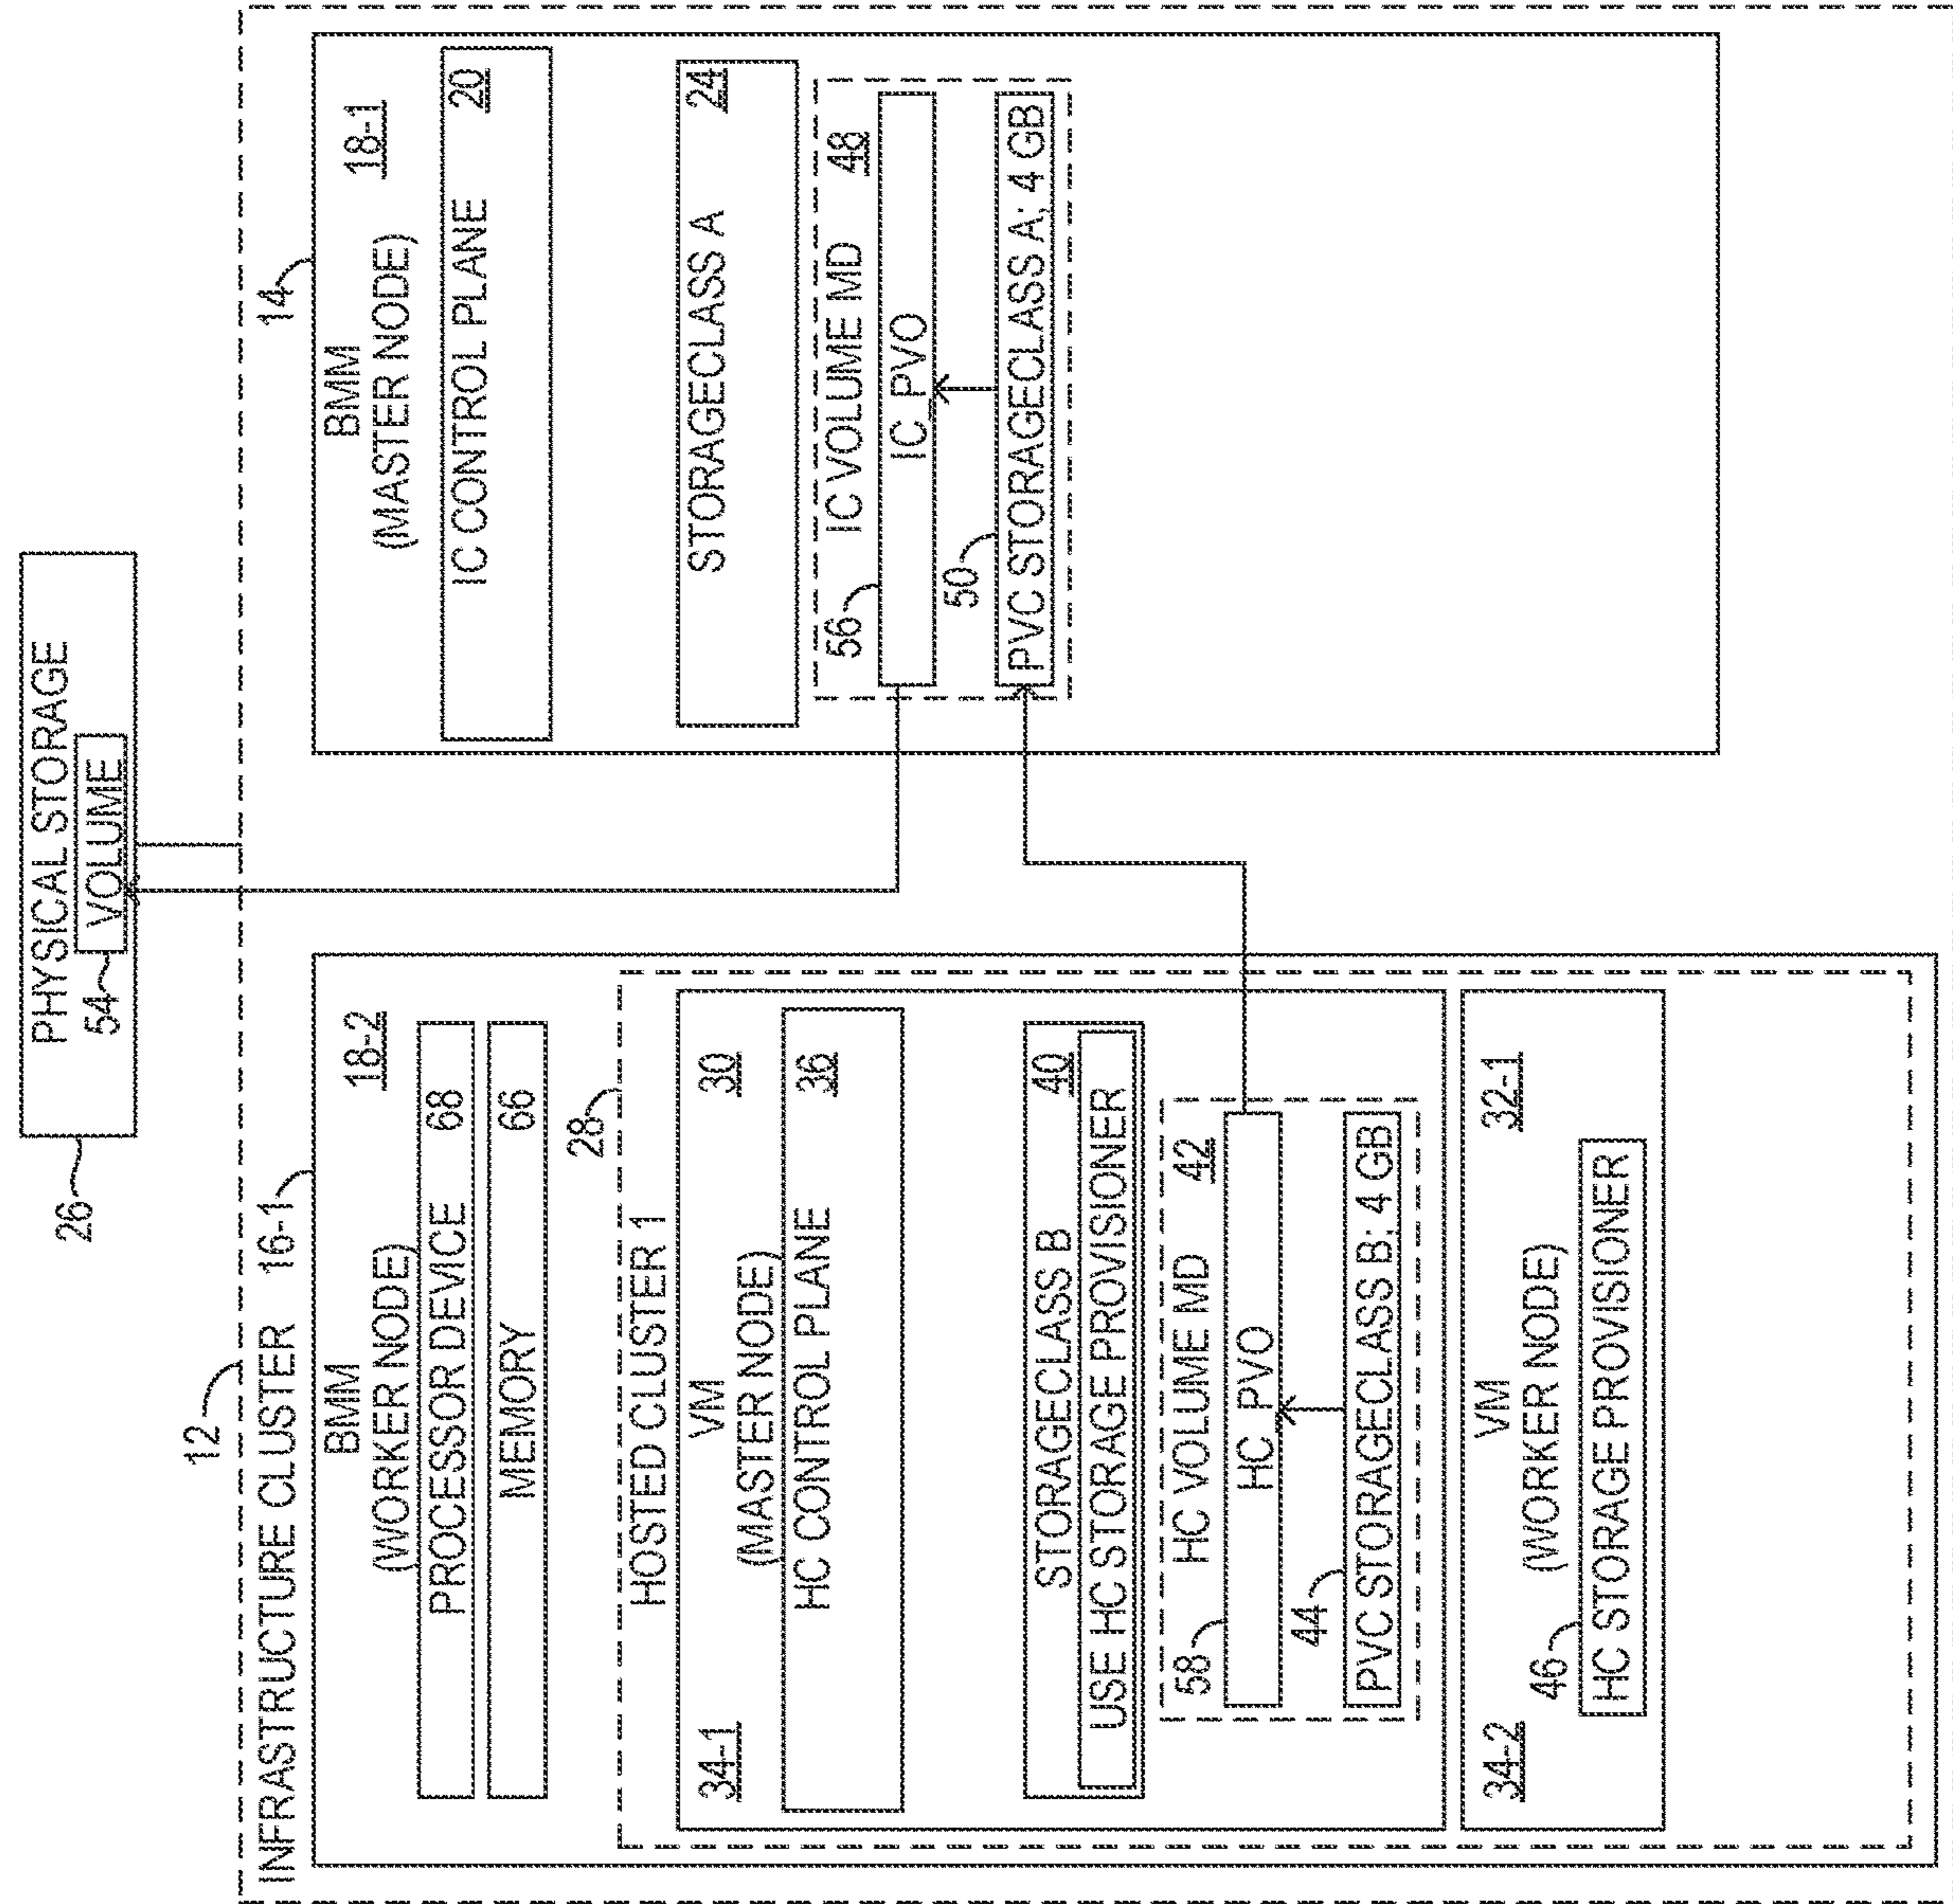 PHYSICAL STORAGE
54
VOLUME
26
12
INFRASTRUCTURE CLUSTER
16-1
BMM
(WORKER NODE)
18-2
PROCESSOR DEVICE 68
MEMORY 66
28
HOSTED CLUSTER 1
34-1
VM
(MASTER NODE)
30
HC CONTROL PLANE 36
STORAGECLASS B 40
USE HC STORAGE PROVISIONER
58
HC VOLUME MD 42
HC_PVO
44
PVC STORAGECLASS B; 4 GB
34-2
VM
(WORKER NODE)
32-1
46
HC STORAGE PROVISIONER
14
BMM
(MASTER NODE)
18-1
IC CONTROL PLANE 20
STORAGECLASS A 24
56
IC VOLUME MD 48
IC_PVO
50
PVC STORAGECLASS A; 4 GB